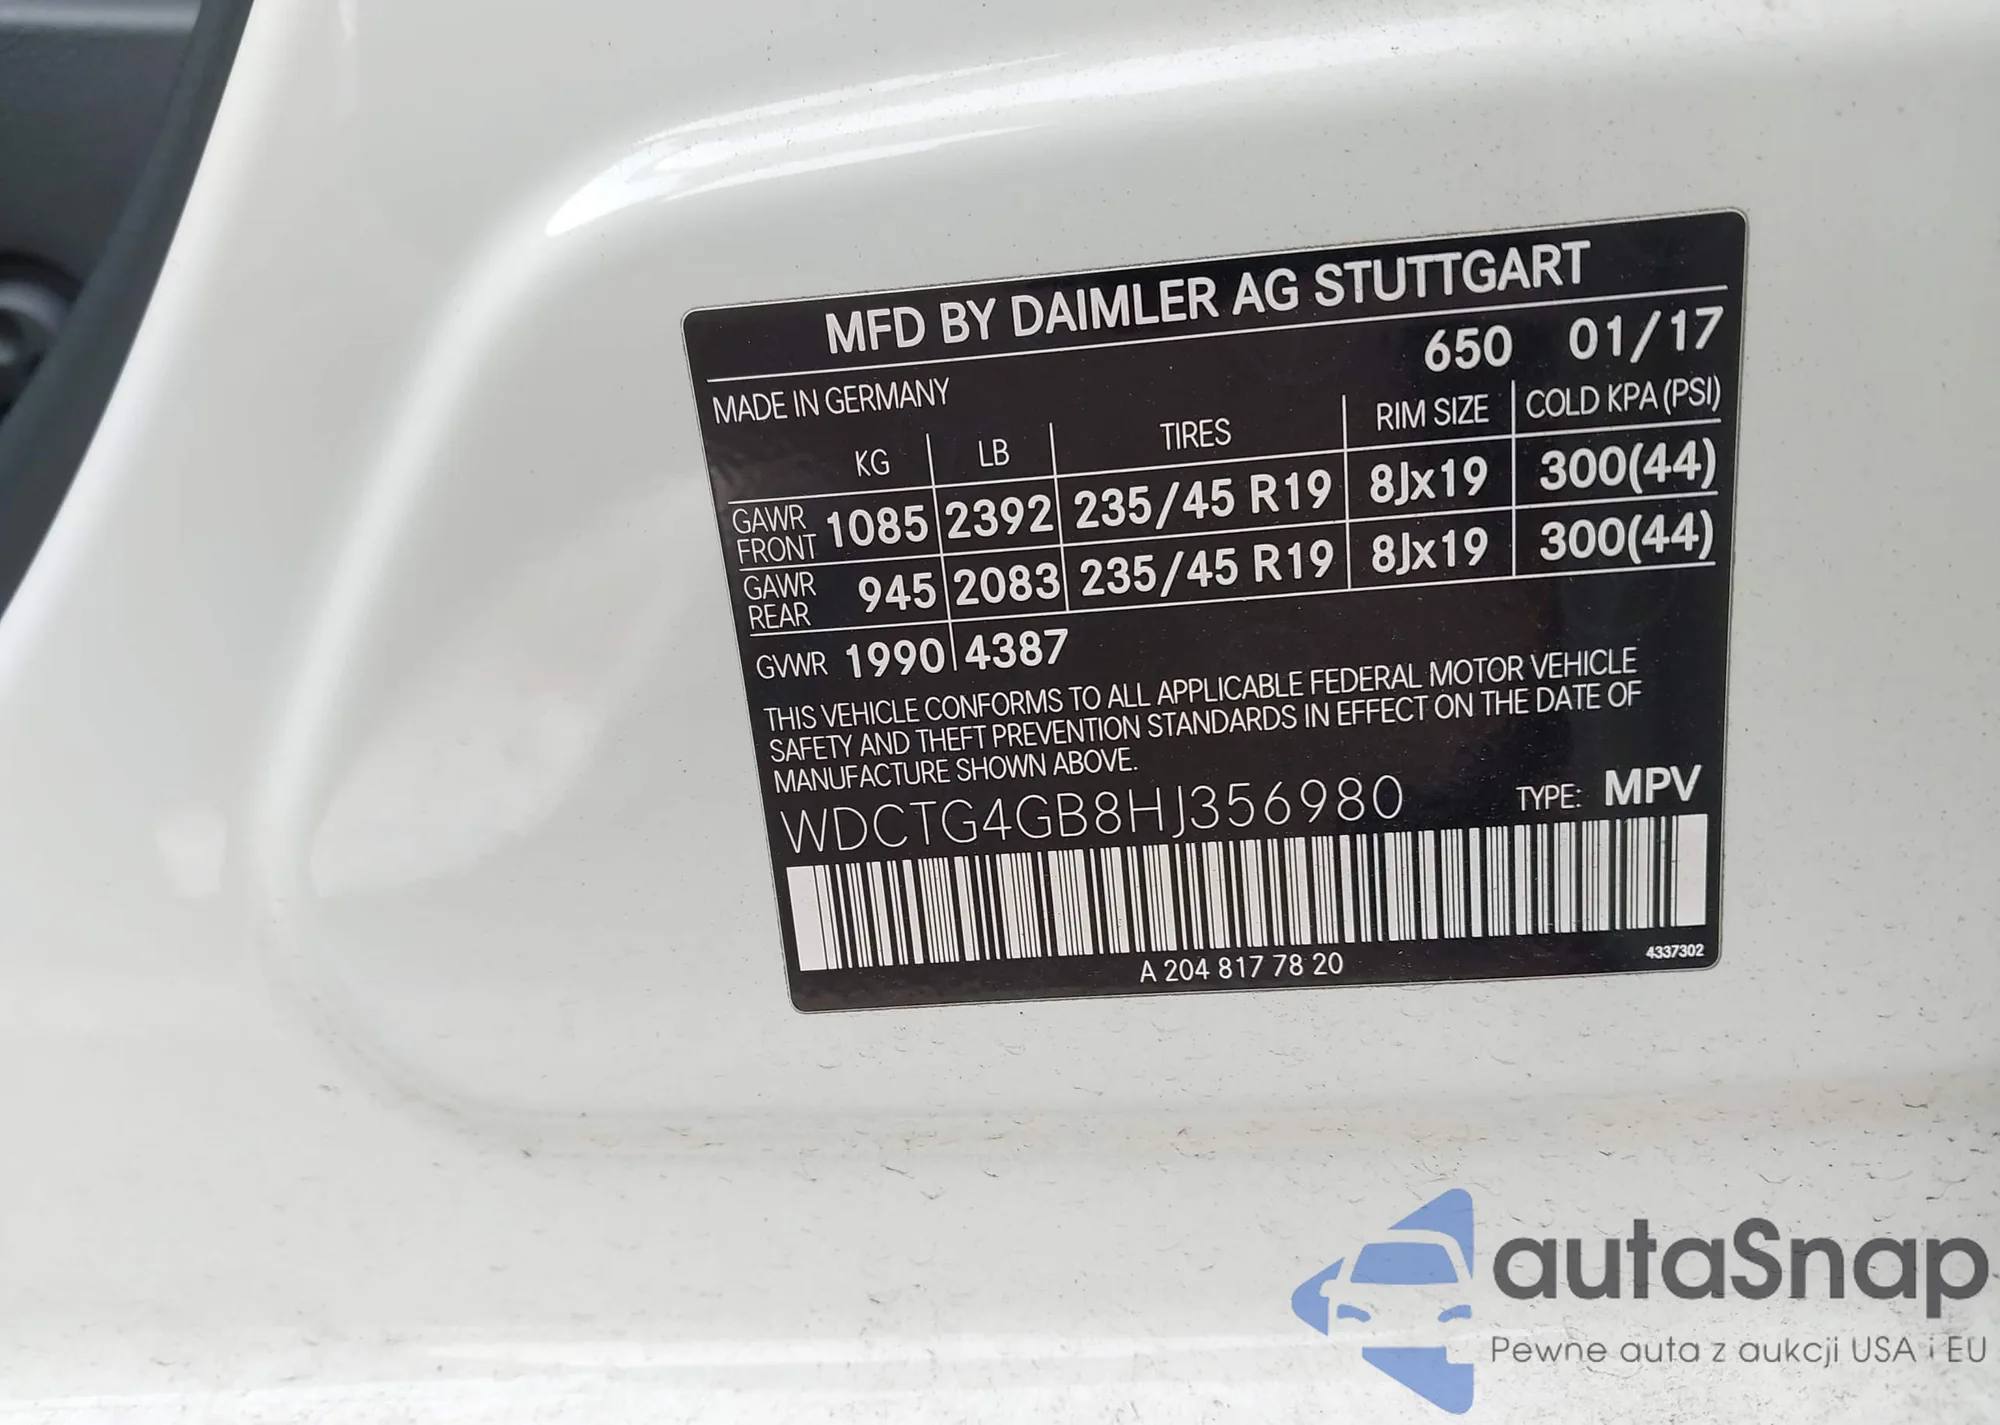 MFD BY DAIMLER AG STUTTGART
650 01/17
MADE IN GERMANY
KG LB TIRES RIM SIZE COLD KPA (PSI)
GAWR FRONT 1085 2392 235/45 R19 8Jx19 300(44)
GAWR REAR 945 2083 235/45 R19 8Jx19 300(44)
GVWR 1990 4387
THIS VEHICLE CONFORMS TO ALL APPLICABLE FEDERAL MOTOR VEHICLE
SAFETY AND THEFT PREVENTION STANDARDS IN EFFECT ON THE DATE OF
MANUFACTURE SHOWN ABOVE.
WDCTG4GB8HJ356980 TYPE: MPV
A 204 817 78 20
4337302
autaSnap
Pewne auta z aukcji USA i EU